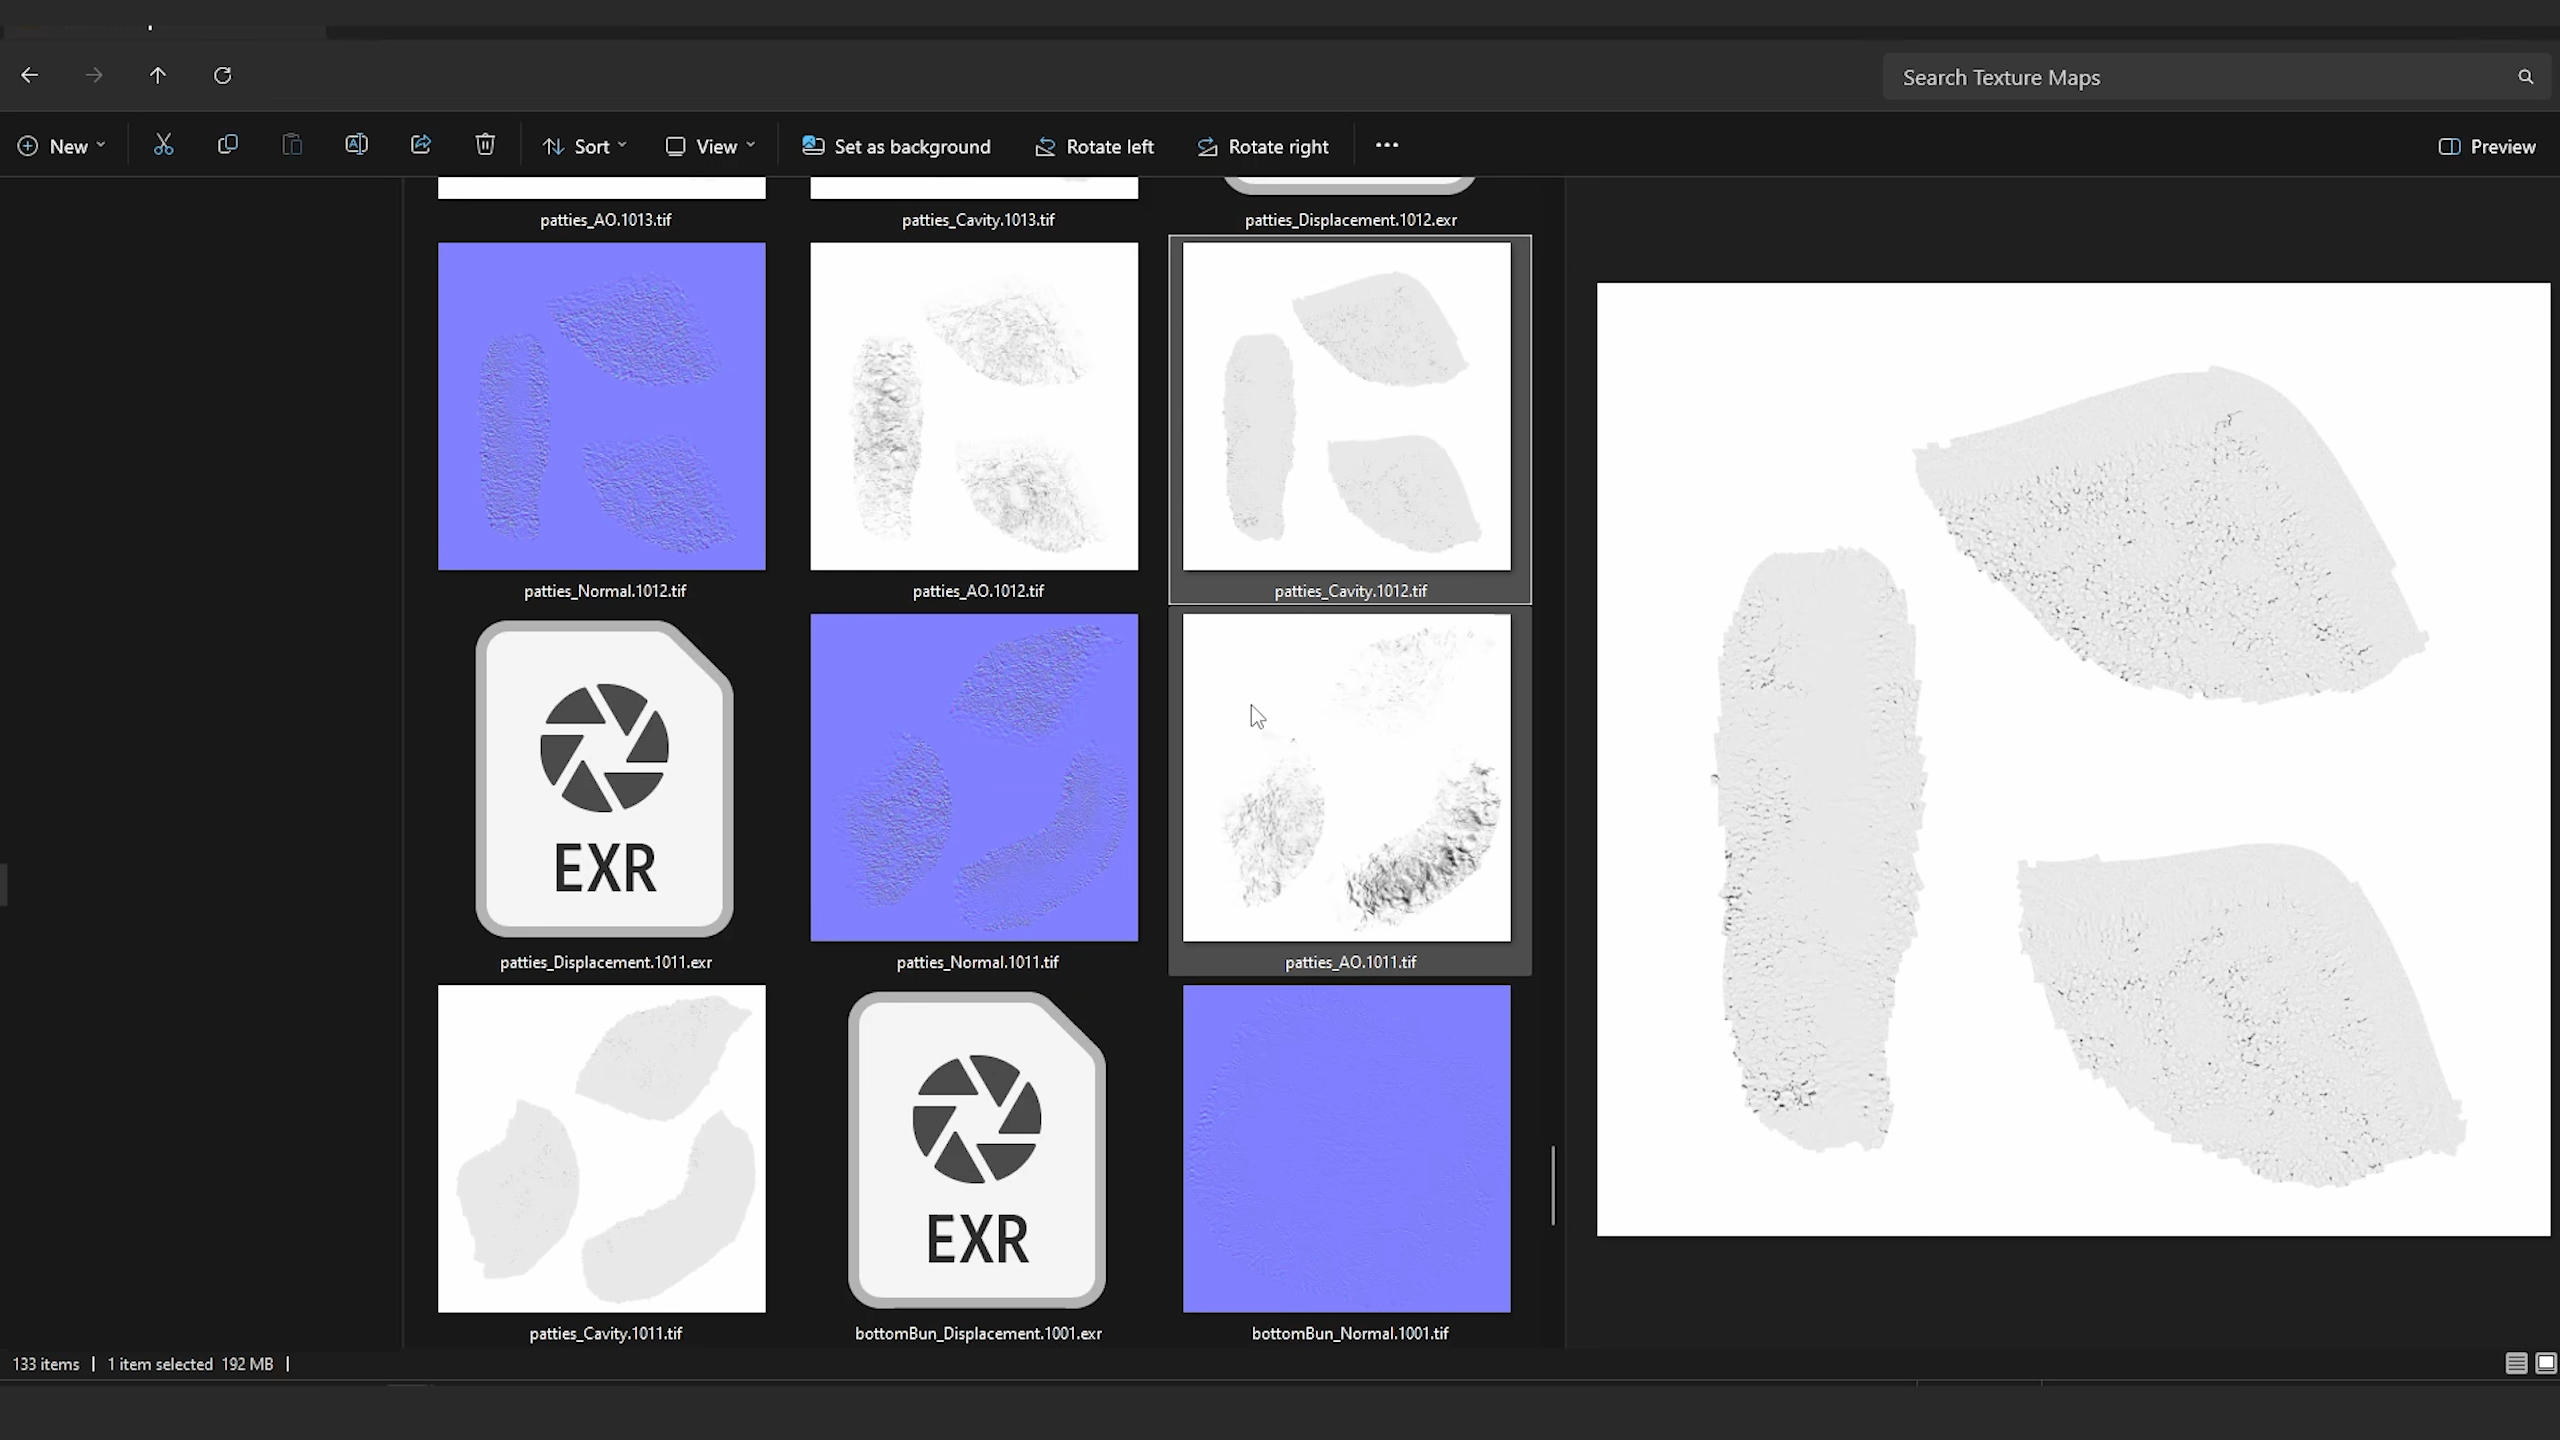 Search Texture Maps
New
Sort
View
Set as background
Rotate left
Rotate right
Preview
patties_AO.1013.tif
patties_Cavity.1013.tif
patties_Displacement.1012.exr
patties_Normal.1012.tif
patties_AO.1012.tif
patties_Cavity.1012.tif
EXR
patties_Displacement.1011.exr
patties_Normal.1011.tif
patties_AO.1011.tif
EXR
patties_Cavity.1011.tif
bottomBun_Displacement.1001.exr
bottomBun_Normal.1001.tif
133 items | 1 item selected 192 MB |